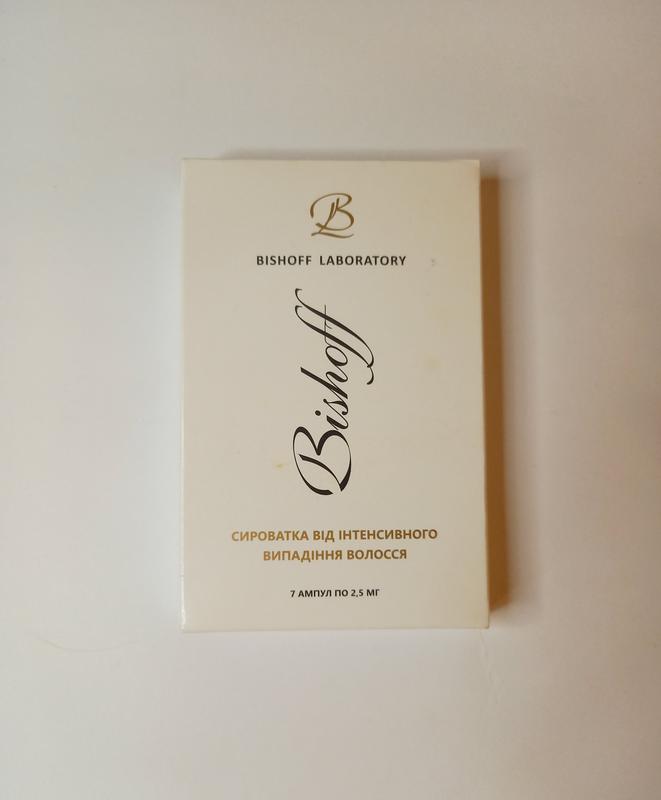 B
BISHOFF LABORATORY
Bishoff
СИРОВАТКА ВІД ІНТЕНСИВНОГО
ВИПАДІННЯ ВОЛОССЯ
7 АМПУЛ ПО 2,5 МГ